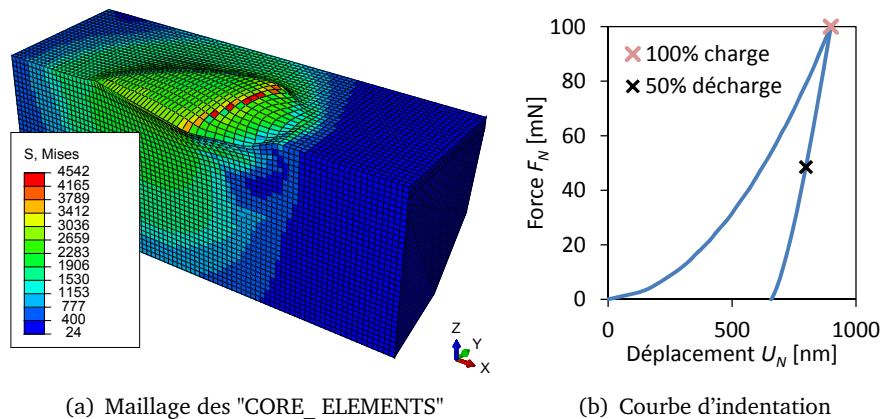 S, Mises
4542
4165
3789
3412
3036
2659
2283
1906
1530
1153
777
400
24
Z
Y
X
(a) Maillage des "CORE_ ELEMENTS"
100% charge
50% décharge
Force F_N [mN]
100
80
60
40
20
0
0 500 1000
Déplacement U_N [nm]
(b) Courbe d'indentation